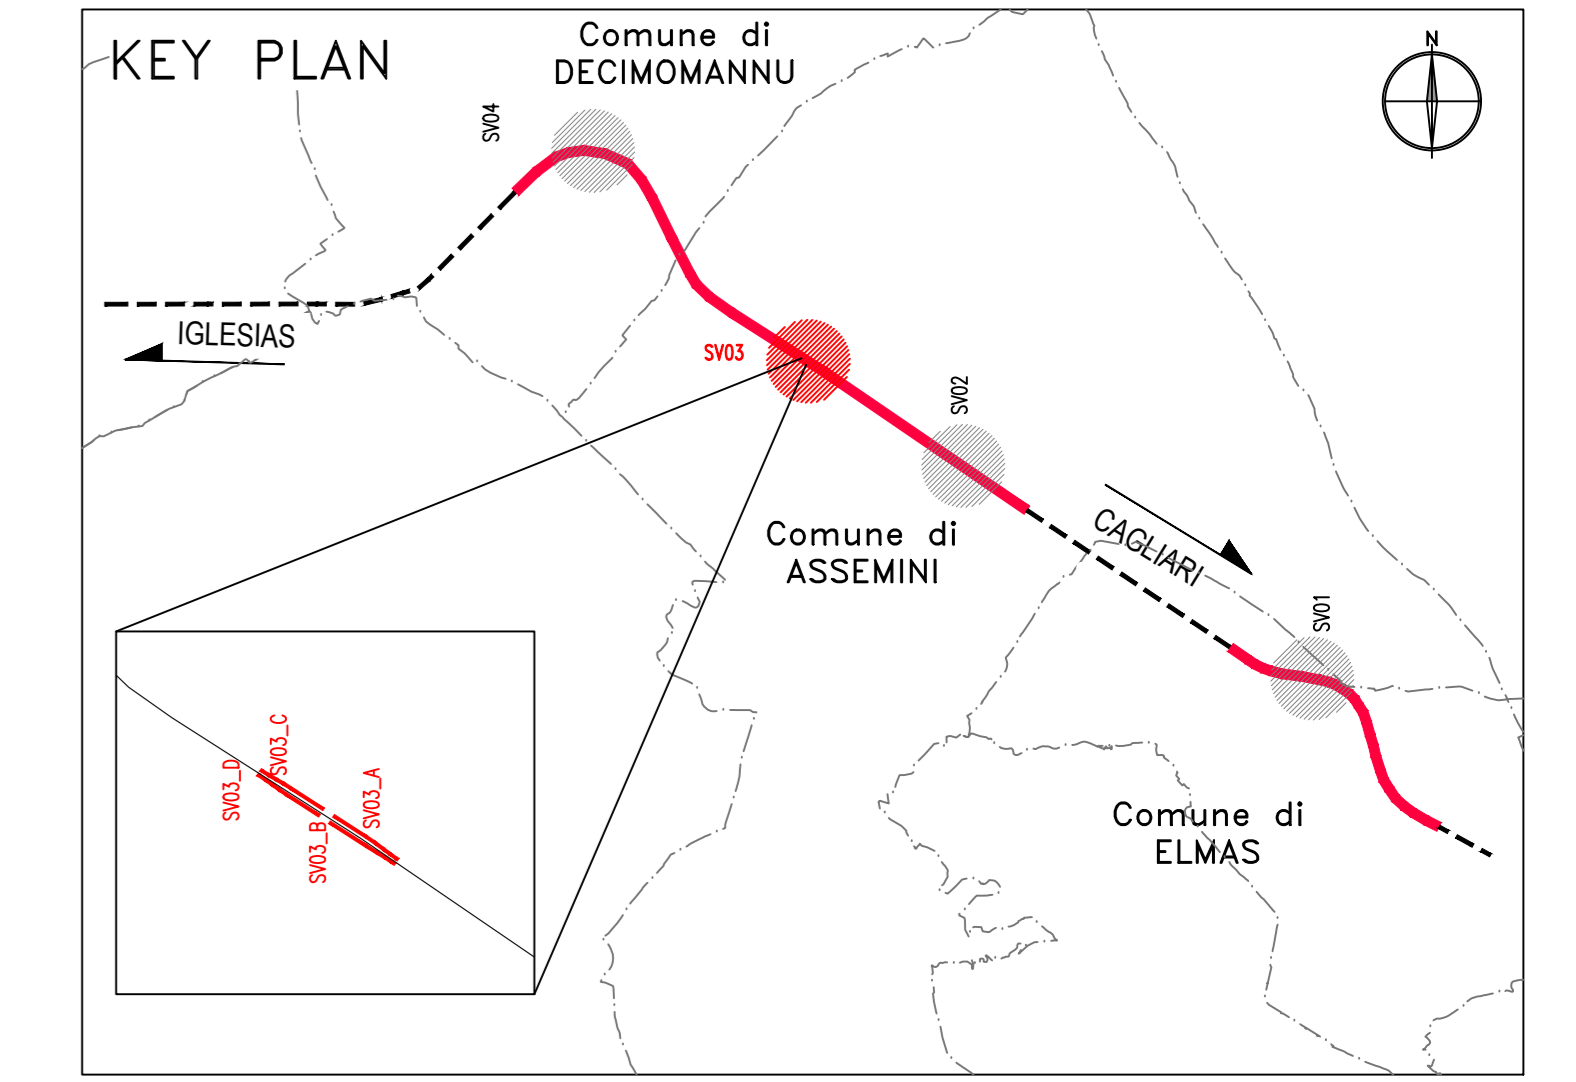 KEY PLAN
Comune di
DECIMOMANNU
N
SV04
IGLESIAS
SV03
SV02
CAGLIARI
Comune di
ASSEMINI
SV01
SV03_C
SV03_D
SV03_A
SV03_B
Comune di
ELMAS